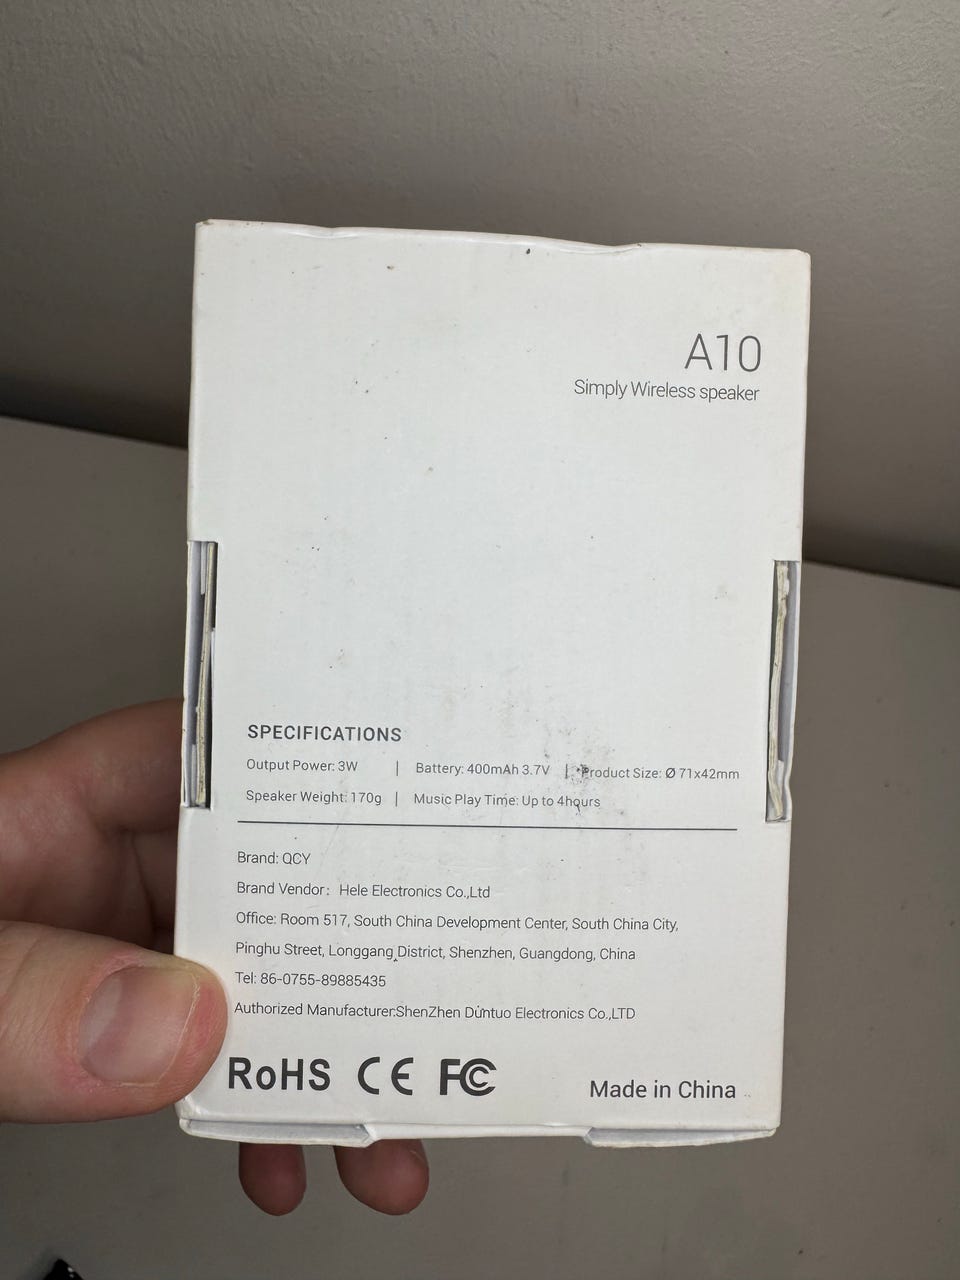 A10
Simply Wireless speaker
SPECIFICATIONS
Output Power: 3W | Battery: 400mAh 3.7V | Product Size: Ø 71x42mm
Speaker Weight: 170g | Music Play Time: Up to 4hours
Brand: QCY
Brand Vendor: Hele Electronics Co.,Ltd
Office: Room 517, South China Development Center, South China City,
Pinghu Street, Longgang District, Shenzhen, Guangdong, China
Tel: 86-0755-89885435
Authorized Manufacturer:ShenZhen Duntuo Electronics Co.,LTD
RoHS CE FC
Made in China